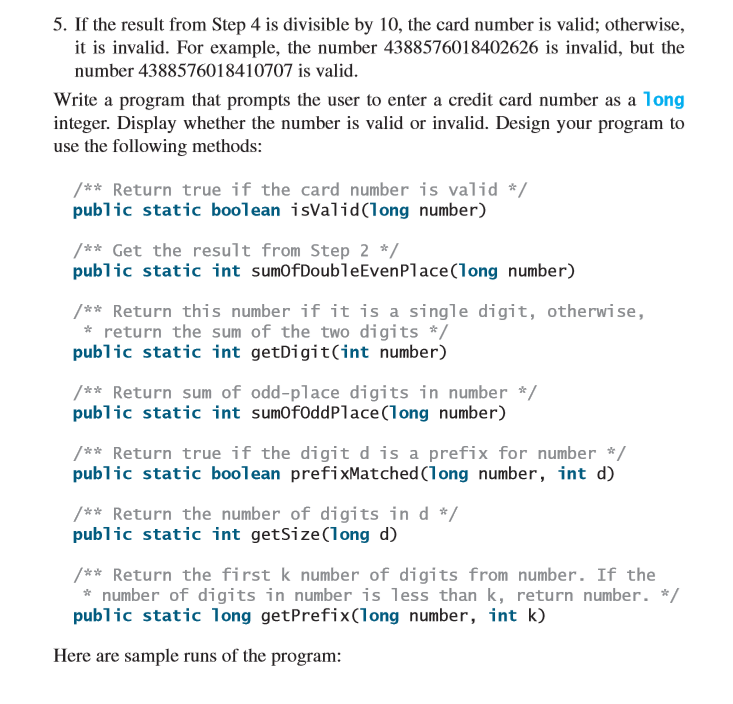 5. If the result from Step 4 is divisible by 10, the card number is valid; otherwise,
it is invalid. For example, the number 4388576018402626 is invalid, but the
number 4388576018410707 is valid.
Write a program that prompts the user to enter a credit card number as a long
integer. Display whether the number is valid or invalid. Design your program to
use the following methods:
/** Return true if the card number is valid */
public static boolean isValid(long number)
/** Get the result from Step 2 */
public static int sumOfDoubleEvenPlace(long number)
/** Return this number if it is a single digit, otherwise,
* return the sum of the two digits */
public static int getDigit(int number)
/** Return sum of odd-place digits in number */
public static int sumOfOddPlace(long number)
/** Return true if the digit d is a prefix for number */
public static boolean prefixMatched(long number, int d)
/** Return the number of digits in d */
public static int getSize(long d)
/** Return the first k number of digits from number. If the
* number of digits in number is less than k, return number. */
public static long getPrefix(long number, int k)
Here are sample runs of the program: